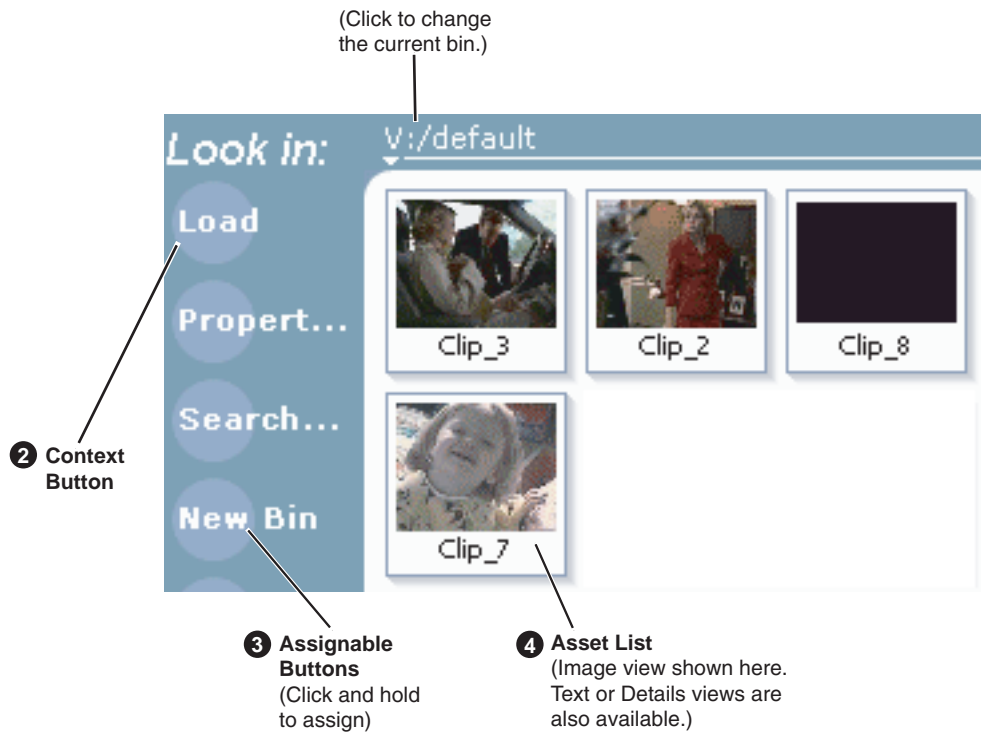 (Click to change
the current bin.)
Look in:
V:/default
Load
Propert...
Search...
New Bin
Clip_3
Clip_2
Clip_8
Clip_7
2 Context
Button
3 Assignable
Buttons
(Click and hold
to assign)
4 Asset List
(Image view shown here.
Text or Details views are
also available.)